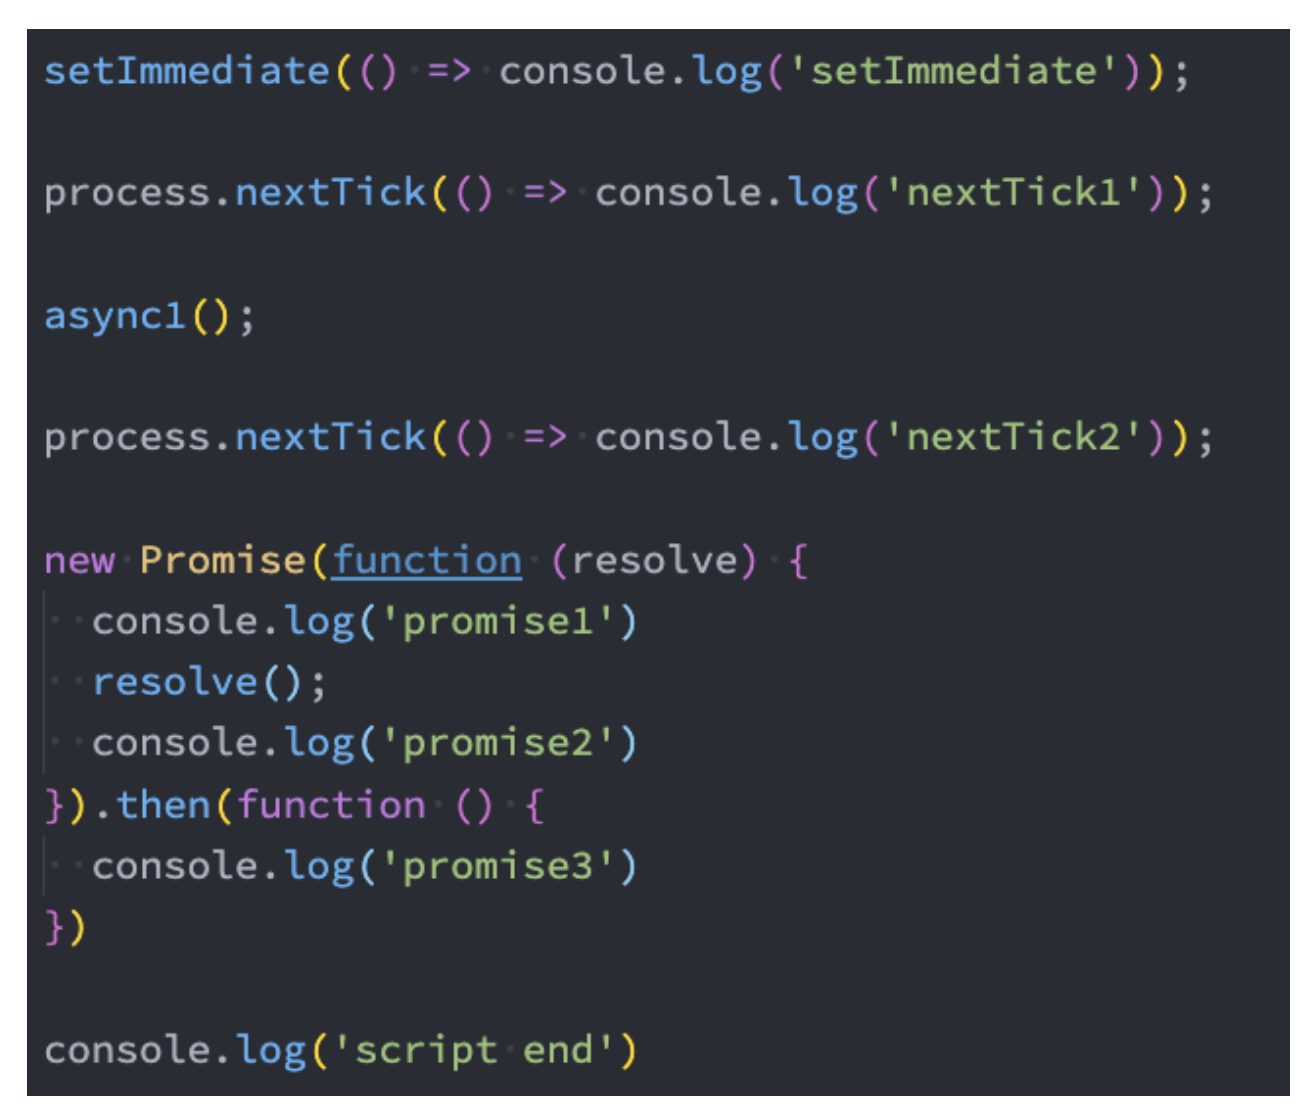 setImmediate(() => console.log('setImmediate'));
process.nextTick(() => console.log('nextTick1'));
async1();
process.nextTick(() => console.log('nextTick2'));
new Promise(function (resolve) {
  console.log('promise1')
  resolve();
  console.log('promise2')
}).then(function () {
  console.log('promise3')
})
console.log('script end')